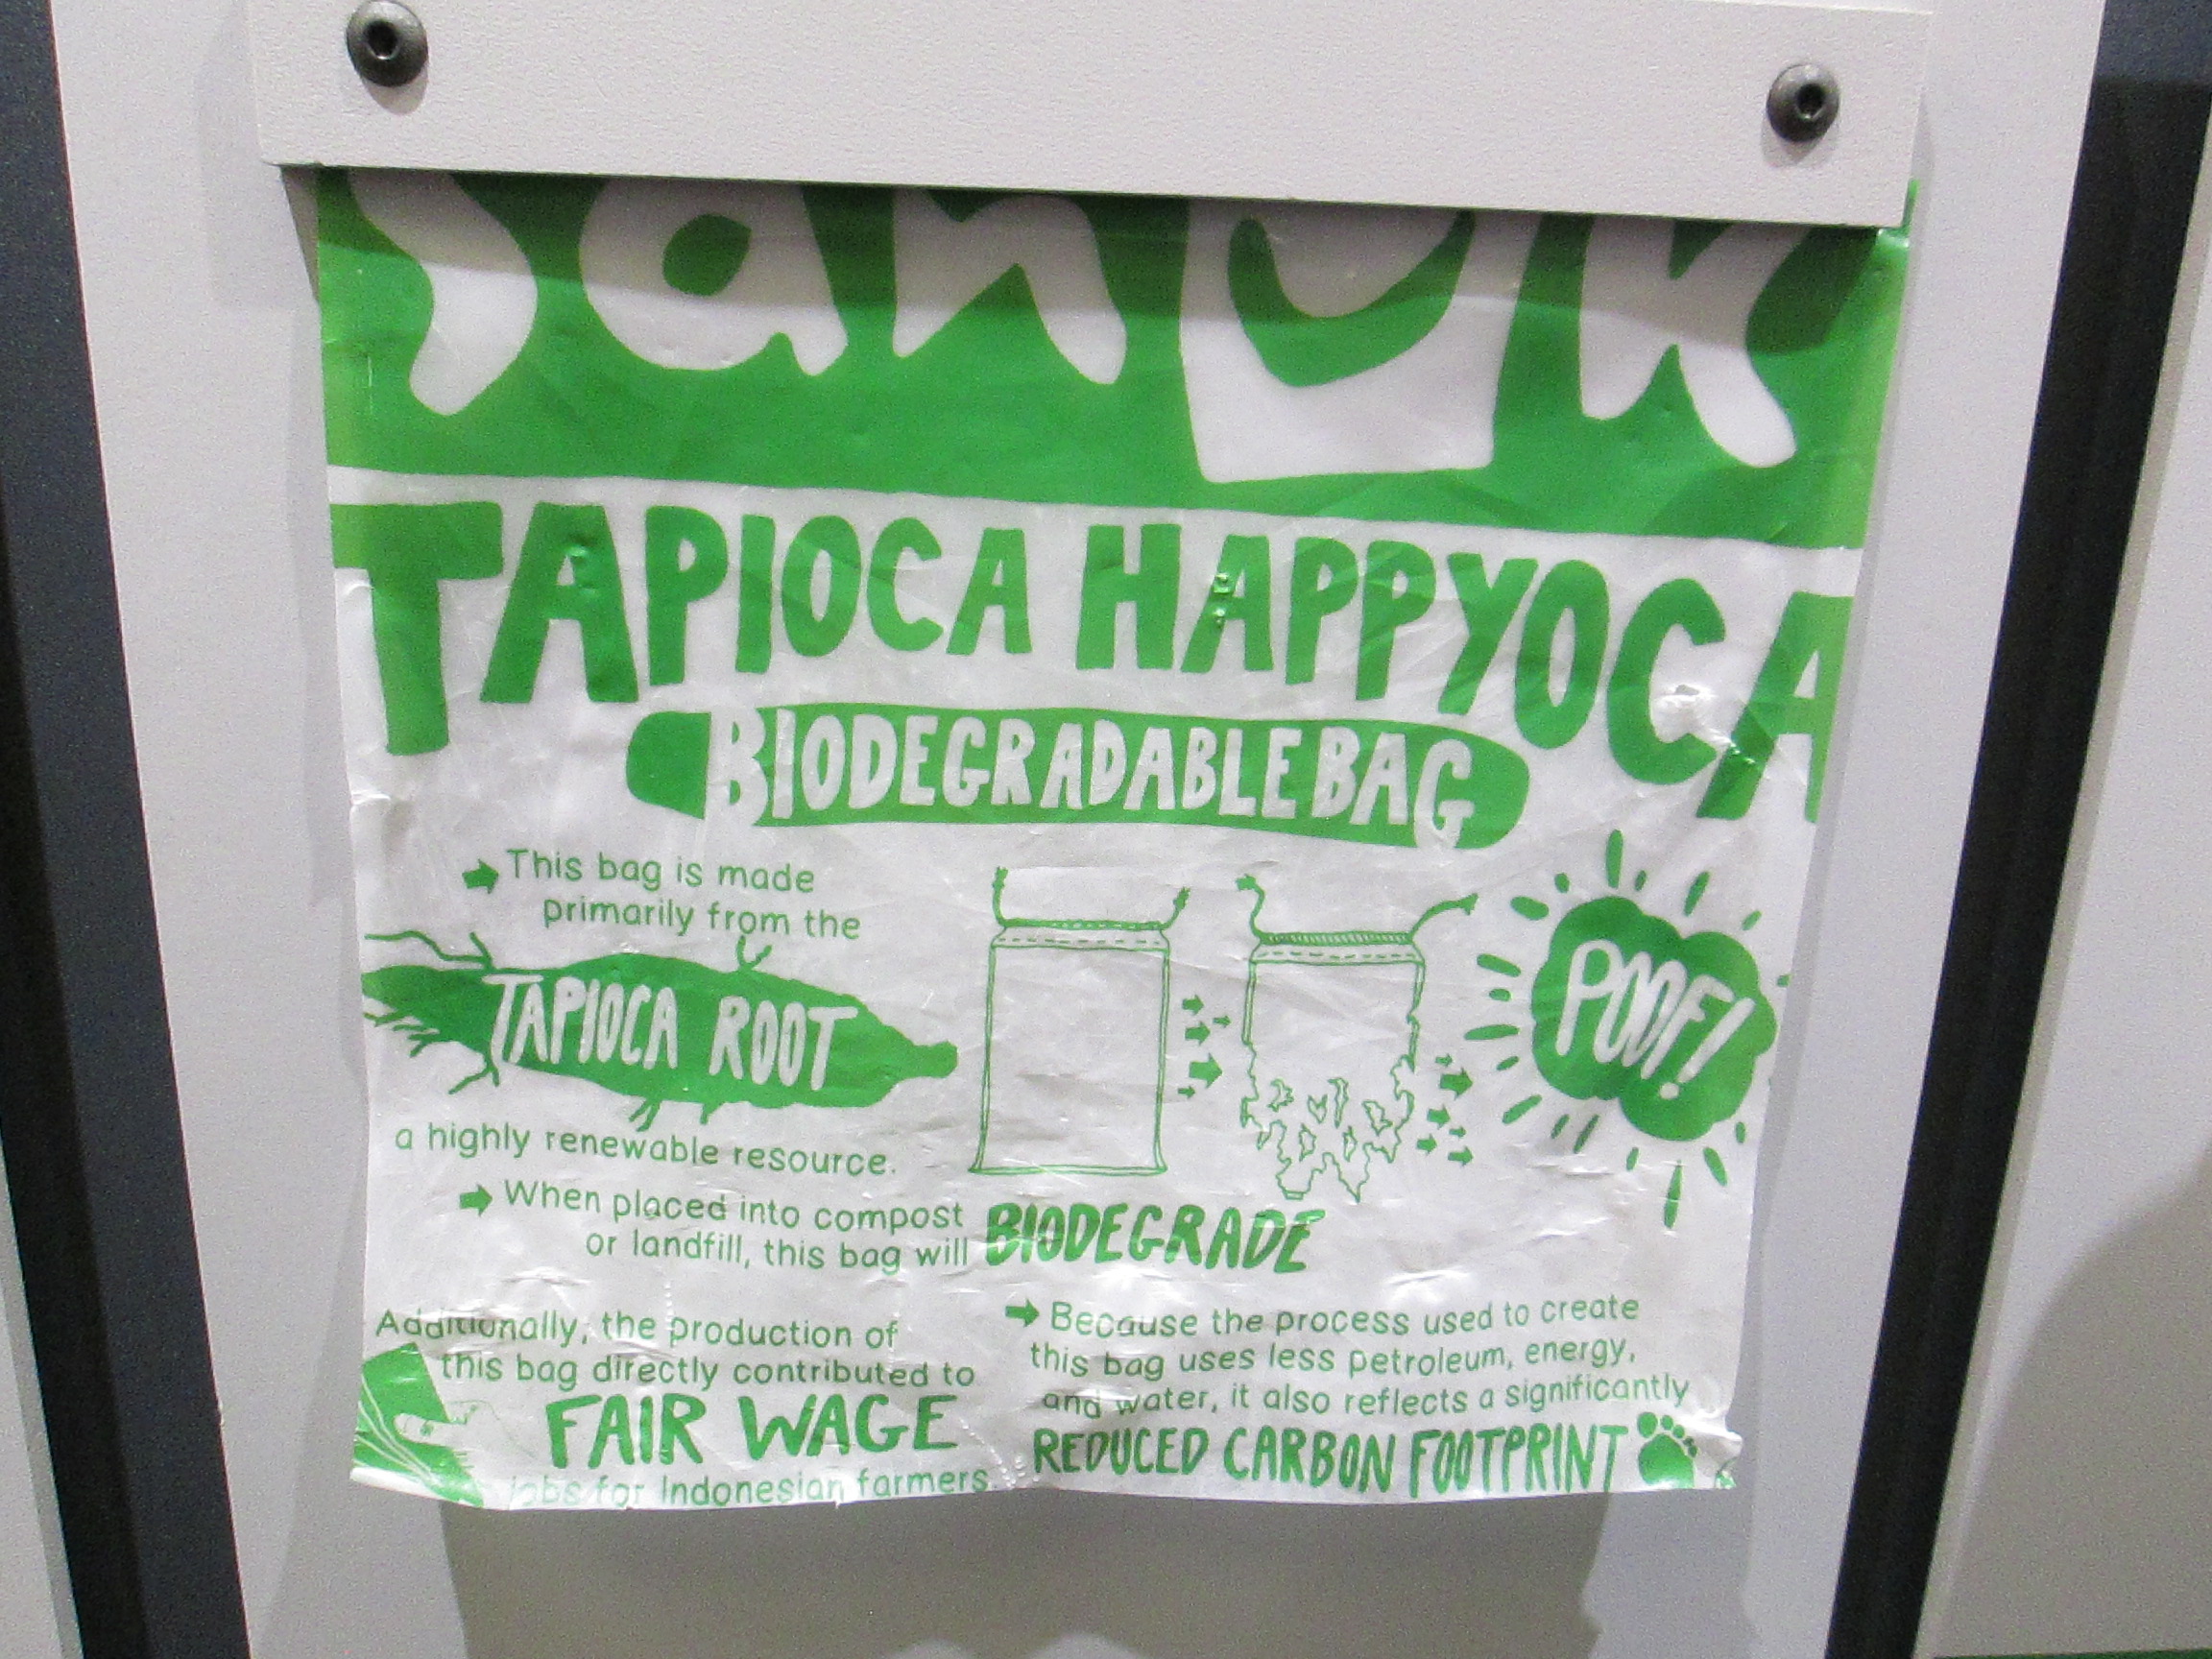 sanuk
TAPIOCA HAPPYOCA
BIODEGRADABLE BAG
This bag is made
primarily from the
TAPIOCA ROOT
a highly renewable resource.
When placed into compost
or landfill, this bag will BIODEGRADE
POOF!
Additionally, the production of
this bag directly contributed to
FAIR WAGE
jobs for Indonesian farmers.
Because the process used to create
this bag uses less petroleum, energy,
and water, it also reflects a significantly
REDUCED CARBON FOOTPRINT